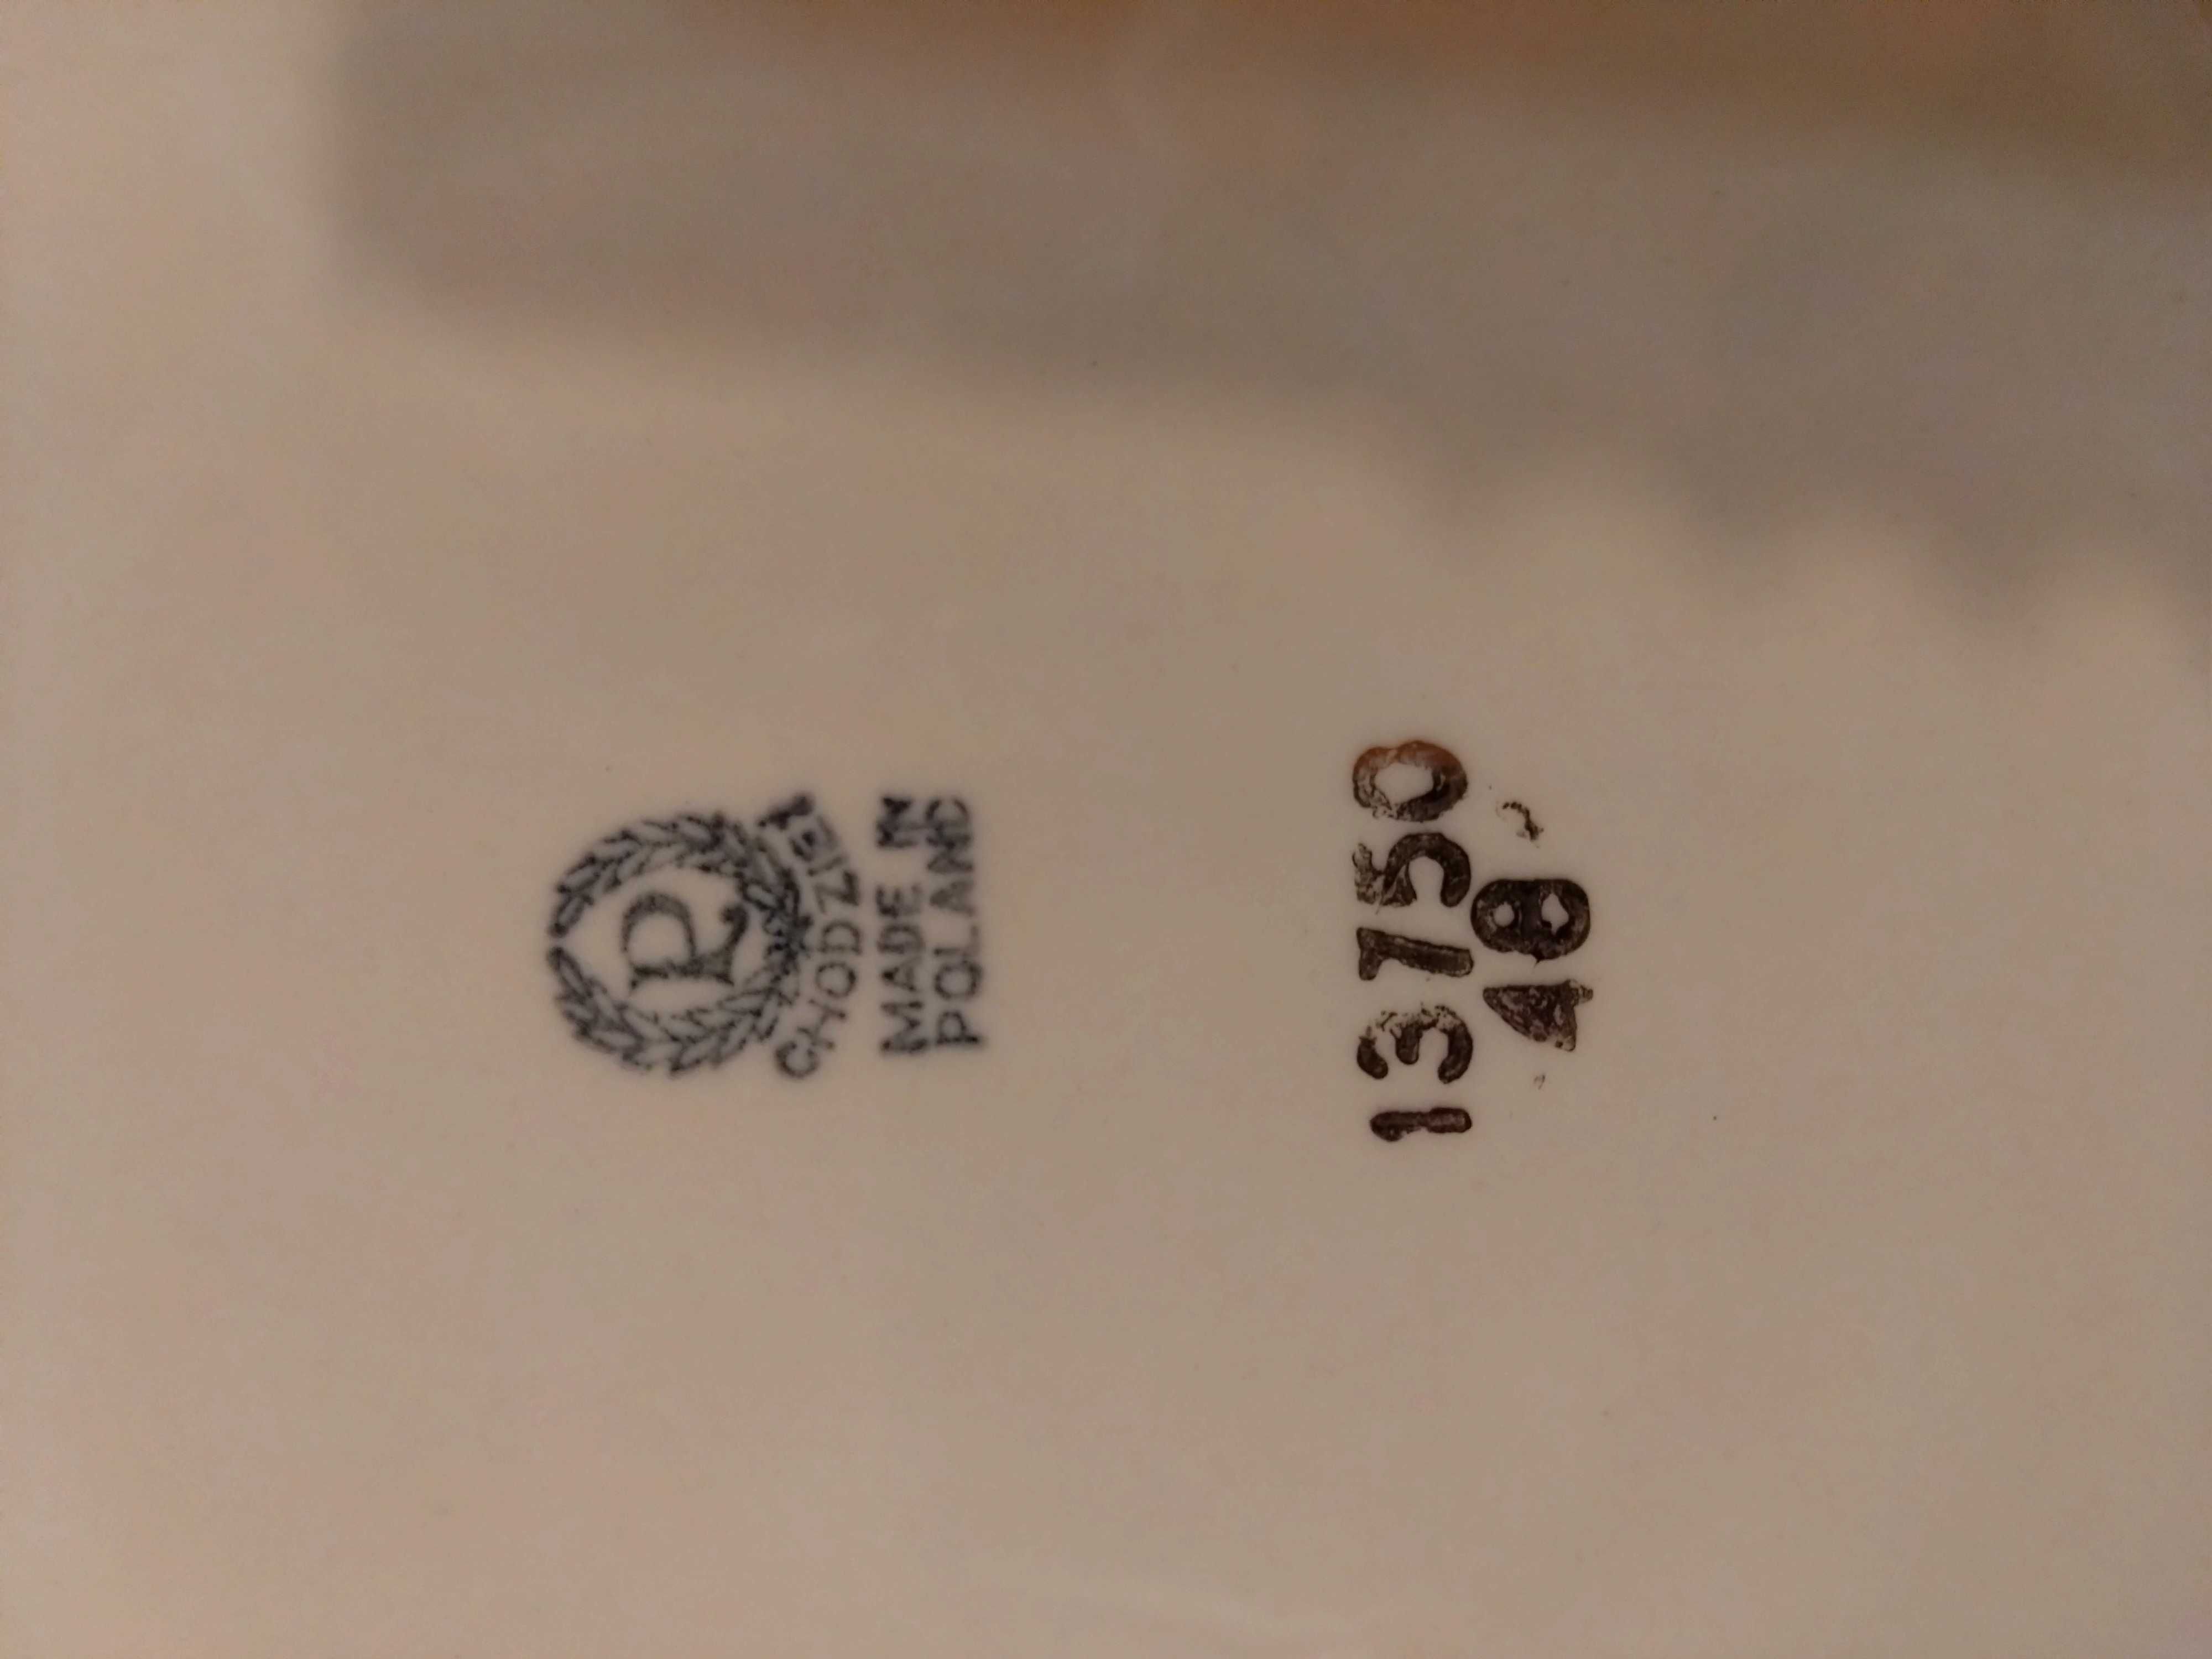 P
CHODZIEŻ
MADE IN
POLAND
13750
48